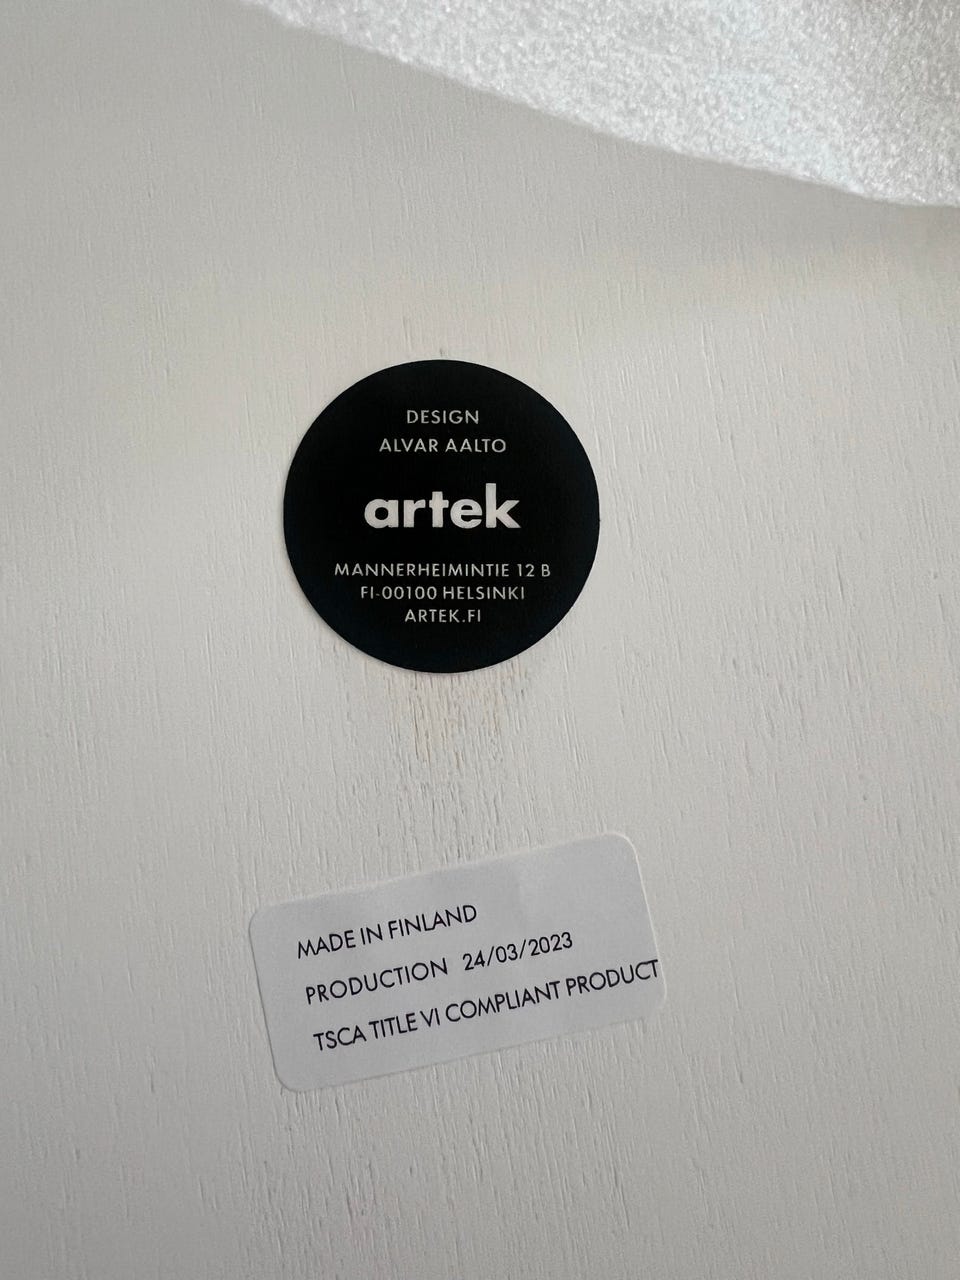 DESIGN
ALVAR AALTO
artek
MANNERHEIMINTIE 12 B
FI-00100 HELSINKI
ARTEK.FI
MADE IN FINLAND
PRODUCTION 24/03/2023
TSCA TITLE VI COMPLIANT PRODUCT